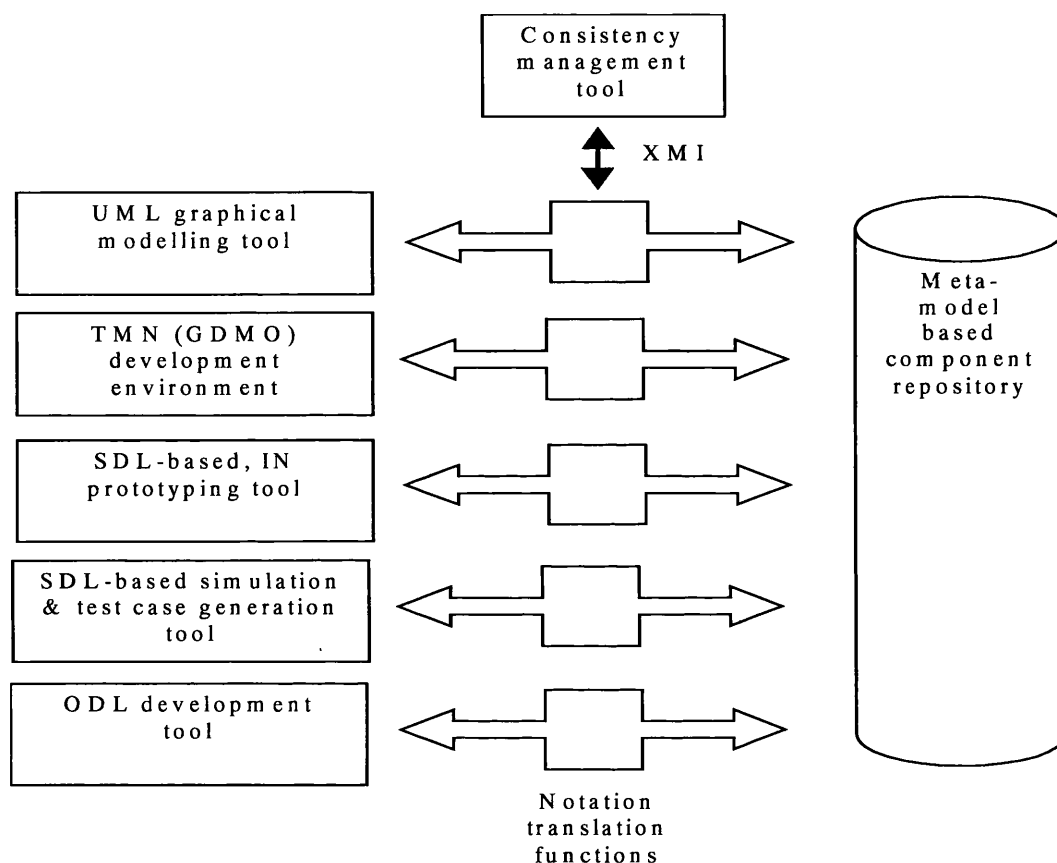 Consistency
management
tool
XMI
UML graphical
modelling tool
TMN (GDMO)
development
environment
SDL-based, IN
prototyping tool
SDL-based simulation
& test case generation
tool
ODL development
tool
Meta-
model
based
component
repository
Notation
translation
functions